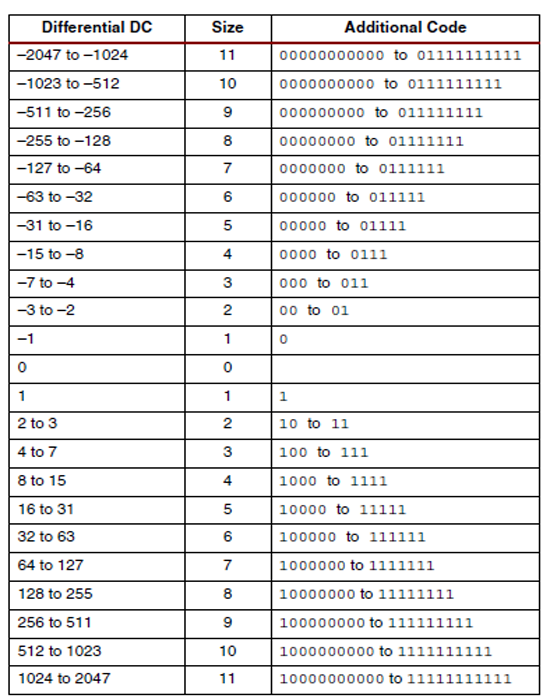 Differential DC Size Additional Code
–2047 to –1024 11 00000000000 to 01111111111
–1023 to –512 10 0000000000 to 0111111111
–511 to –256 9 000000000 to 011111111
–255 to –128 8 00000000 to 01111111
–127 to –64 7 0000000 to 0111111
–63 to –32 6 000000 to 011111
–31 to –16 5 00000 to 01111
–15 to –8 4 0000 to 0111
–7 to –4 3 000 to 011
–3 to –2 2 00 to 01
–1 1 0
0 0
1 1 1
2 to 3 2 10 to 11
4 to 7 3 100 to 111
8 to 15 4 1000 to 1111
16 to 31 5 10000 to 11111
32 to 63 6 100000 to 111111
64 to 127 7 1000000 to 1111111
128 to 255 8 10000000 to 11111111
256 to 511 9 100000000 to 111111111
512 to 1023 10 1000000000 to 1111111111
1024 to 2047 11 10000000000 to 11111111111